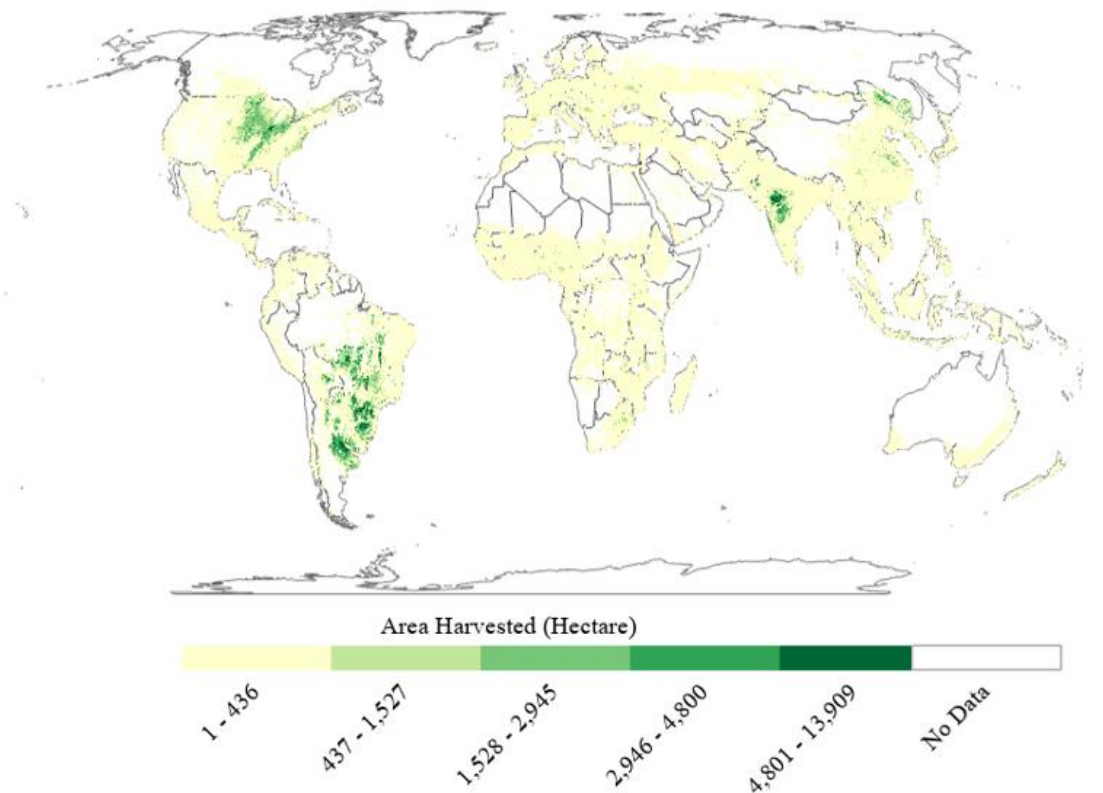 Area Harvested (Hectare)
1 - 436
437 - 1,527
1,528 - 2,945
2,946 - 4,800
4,801 - 13,909
No Data